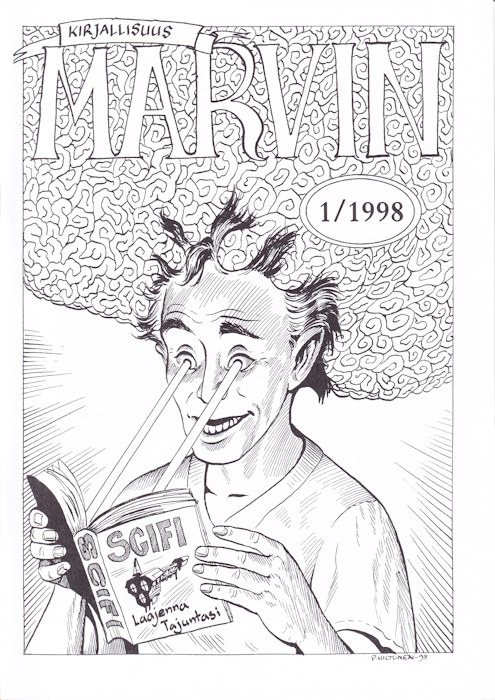 KIRJALLISUUS
MARVIN
1/1998
SCIFI
SCIFI
Laajenna
Tajuntasi
P. HILTUNEN -98